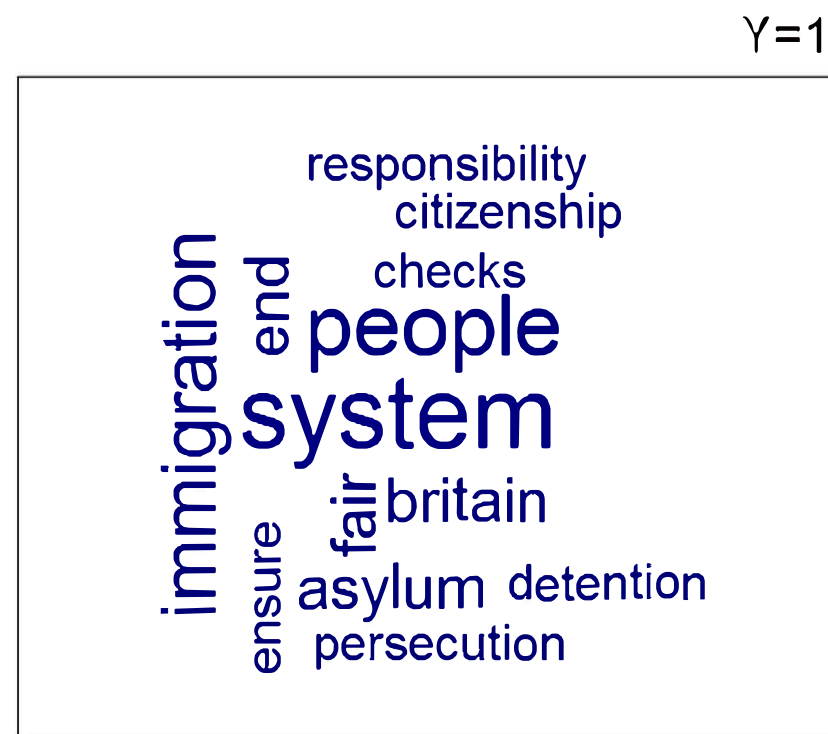 Y=1
responsibility
citizenship
checks
immigration
end
people
system
fair
britain
ensure
asylum
detention
persecution